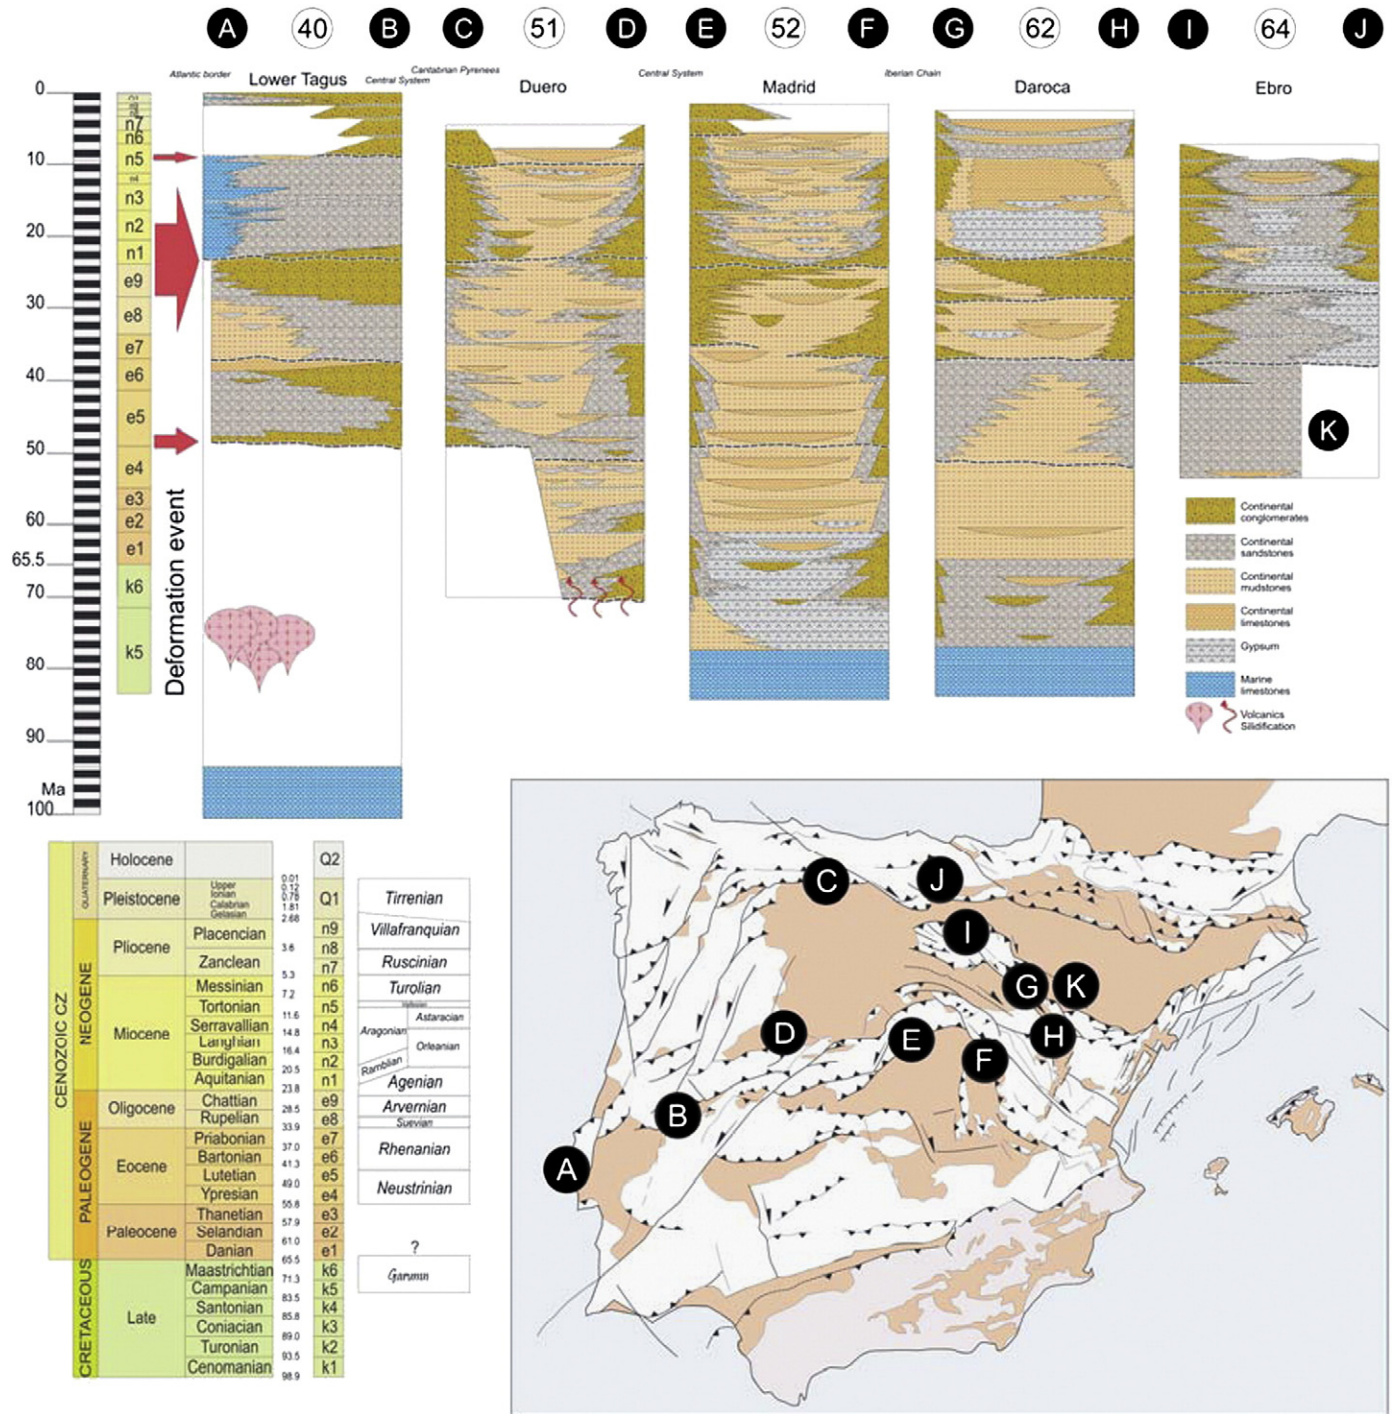 A 40 B C 51 D E 52 F G 62 H I 64 J
Atlantic border
Lower Tagus
Central System
Cantabrian Pyrenees
Duero
Central System
Madrid
Iberian Chain
Daroca
Ebro
0
10
20
30
40
50
60
65.5
70
80
90
Ma
100
n7
n6
n5
n4
n3
n2
n1
e9
e8
e7
e6
e5
e4
e3
e2
e1
k6
k5
Deformation event
K
Continental
conglomerates
Continental
sandstones
Continental
mudstones
Continental
limestones
Gypsum
Marine
limestones
Volcanics
Silidification
CENOZOIC CZ
QUATERNARY
NEOGENE
PALEOGENE
CRETACEOUS
Holocene
Pleistocene
Pliocene
Miocene
Oligocene
Eocene
Paleocene
Late
Upper
Ionian
Calabrian
Gelasian
Placencian
Zanclean
Messinian
Tortonian
Serravallian
Langhian
Burdigalian
Aquitanian
Chattian
Rupelian
Priabonian
Bartonian
Lutetian
Ypresian
Thanetian
Selandian
Danian
Maastrichtian
Campanian
Santonian
Coniacian
Turonian
Cenomanian
0.01
0.12
0.78
1.81
2.68
3.6
5.3
7.2
11.6
14.8
16.4
20.5
23.8
28.5
33.9
37.0
41.3
49.0
55.8
57.9
61.0
65.5
71.3
83.5
85.8
89.0
93.5
98.9
Q2
Q1
n9
n8
n7
n6
n5
n4
n3
n2
n1
e9
e8
e7
e6
e5
e4
e3
e2
e1
k6
k5
k4
k3
k2
k1
Tirrenian
Villafranquian
Ruscinian
Turolian
Astaracian
Aragonian
Orleanian
Ramblian
Agenian
Arvernian
Suevian
Rhenanian
Neustrinian
?
Garumn
C
J
I
G
K
D
E
H
F
B
A